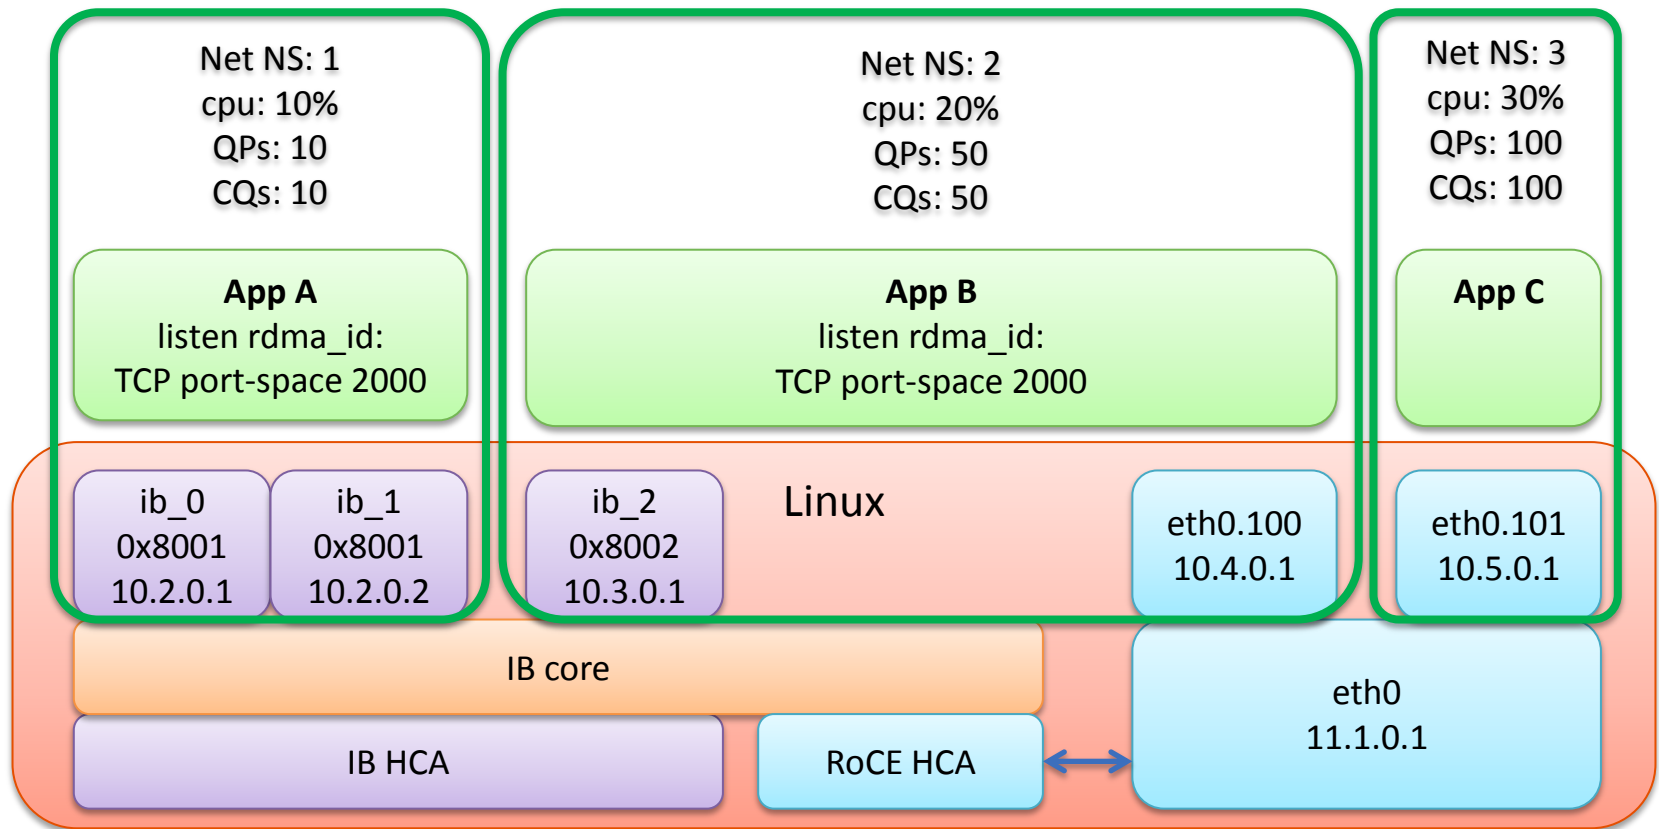 Net NS: 1
cpu: 10%
QPs: 10
CQs: 10
Net NS: 2
cpu: 20%
QPs: 50
CQs: 50
Net NS: 3
cpu: 30%
QPs: 100
CQs: 100
App A
listen rdma_id:
TCP port-space 2000
App B
listen rdma_id:
TCP port-space 2000
App C
Linux
ib_0
0x8001
10.2.0.1
ib_1
0x8001
10.2.0.2
ib_2
0x8002
10.3.0.1
eth0.100
10.4.0.1
eth0.101
10.5.0.1
IB core
eth0
11.1.0.1
IB HCA
RoCE HCA